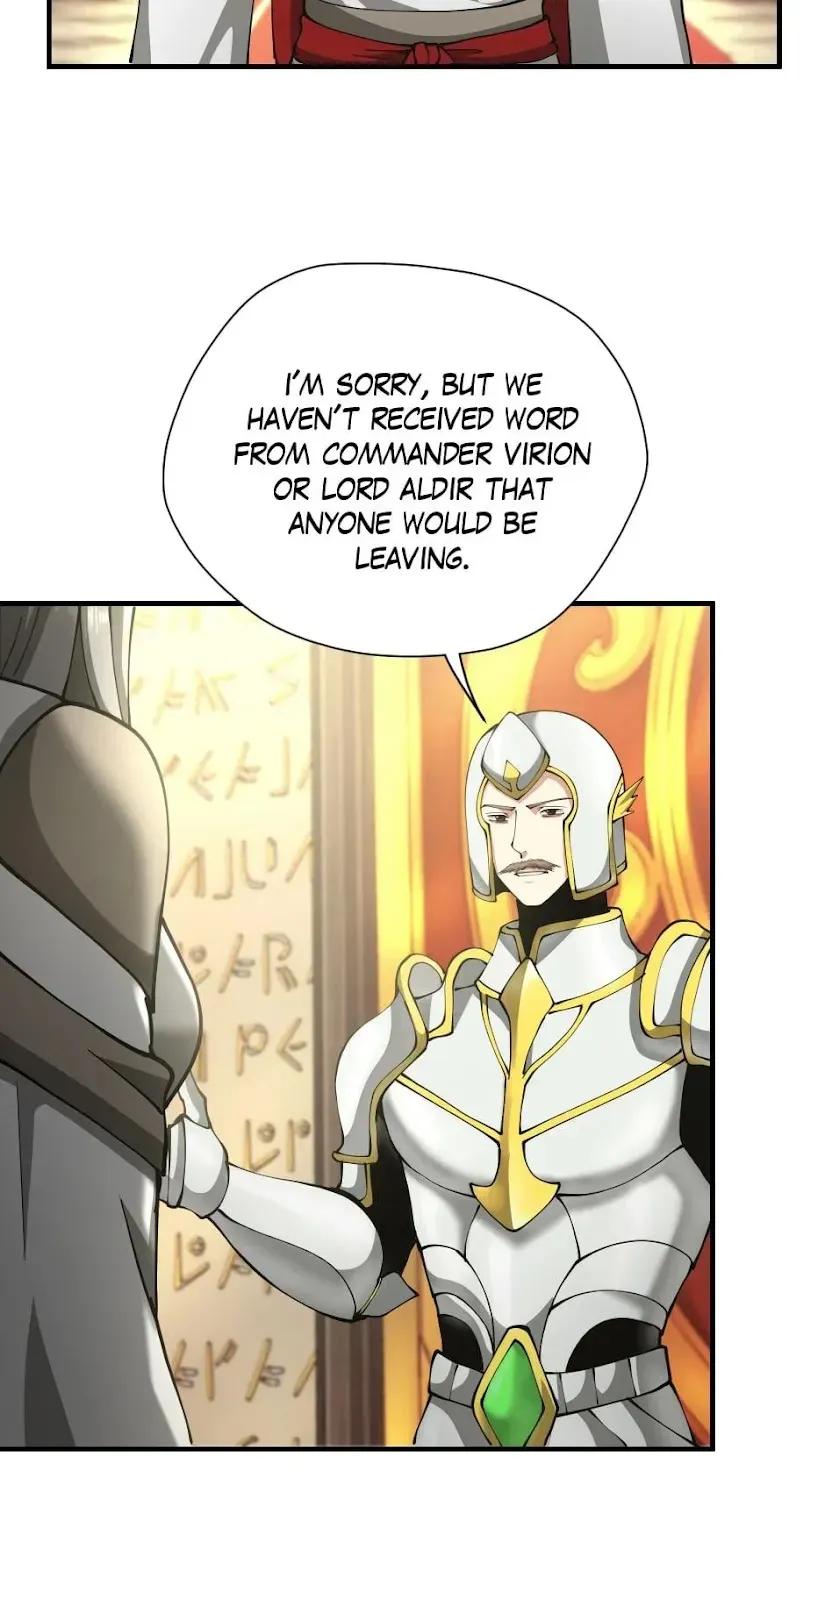 I'M SORRY, BUT WE
HAVEN'T RECEIVED WORD
FROM COMMANDER VIRION
OR LORD ALDIR THAT
ANYONE WOULD BE
LEAVING.